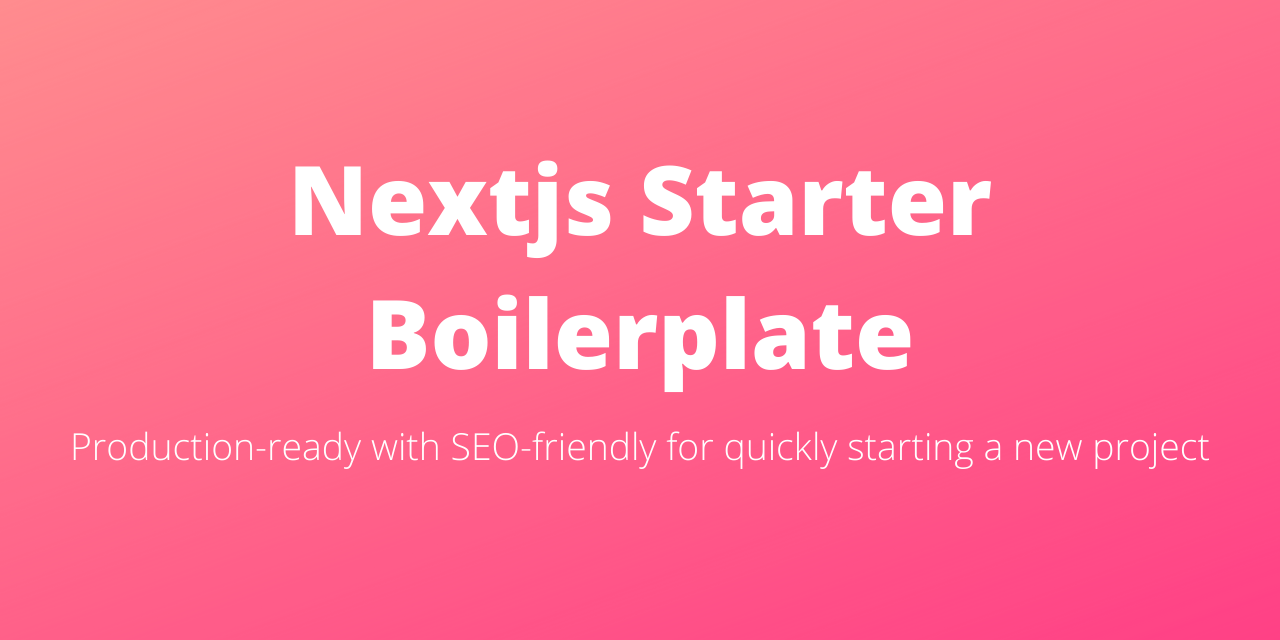 Nextjs Starter
Boilerplate
Production-ready with SEO-friendly for quickly starting a new project